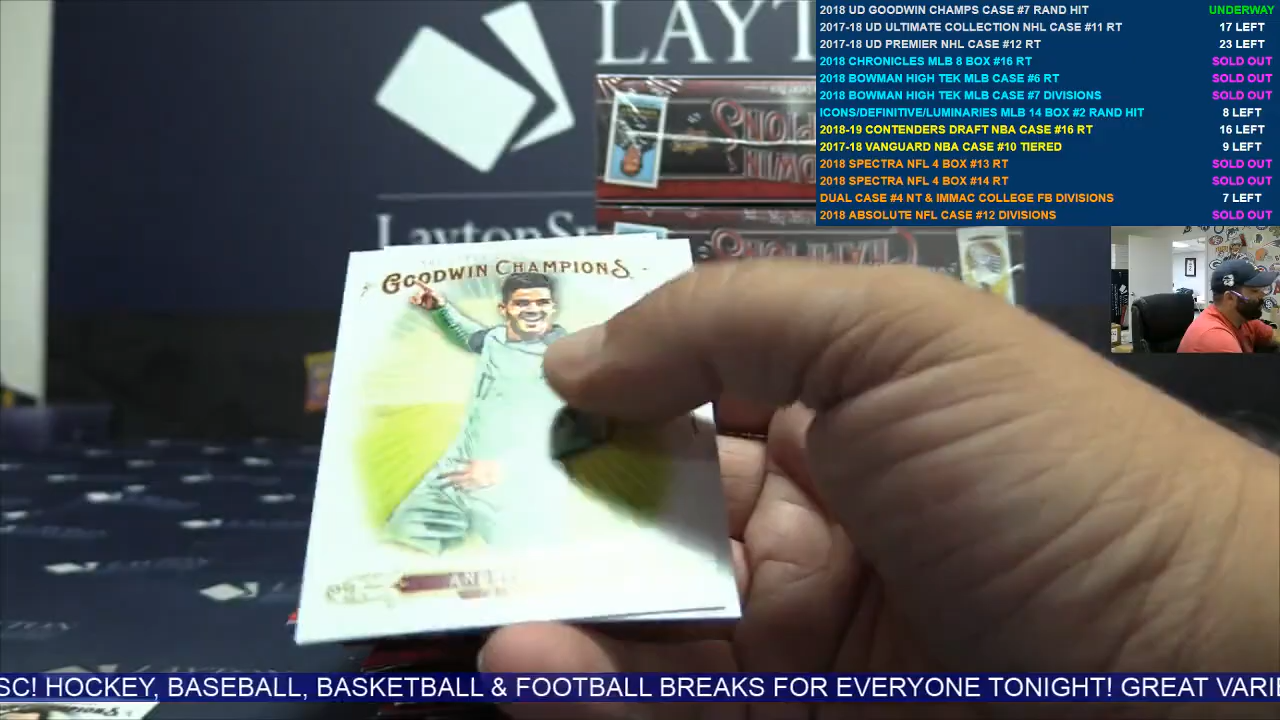 2018 UD GOODWIN CHAMPS CASE #7 RAND HIT UNDERWAY
2017-18 UD ULTIMATE COLLECTION NHL CASE #11 RT 17 LEFT
2017-18 UD PREMIER NHL CASE #12 RT 23 LEFT
2018 CHRONICLES MLB 8 BOX #16 RT SOLD OUT
2018 BOWMAN HIGH TEK MLB CASE #6 RT SOLD OUT
2018 BOWMAN HIGH TEK MLB CASE #7 DIVISIONS SOLD OUT
ICONS/DEFINITIVE/LUMINARIES MLB 14 BOX #2 RAND HIT 8 LEFT
2018-19 CONTENDERS DRAFT NBA CASE #16 RT 16 LEFT
2017-18 VANGUARD NBA CASE #10 TIERED 9 LEFT
2018 SPECTRA NFL 4 BOX #13 RT SOLD OUT
2018 SPECTRA NFL 4 BOX #14 RT SOLD OUT
DUAL CASE #4 NT & IMMAC COLLEGE FB DIVISIONS 7 LEFT
2018 ABSOLUTE NFL CASE #12 DIVISIONS SOLD OUT
LAYT
LaytonSp
GOODWIN CHAMPIONS
AN
SC! HOCKEY, BASEBALL, BASKETBALL & FOOTBALL BREAKS FOR EVERYONE TONIGHT! GREAT VARIE